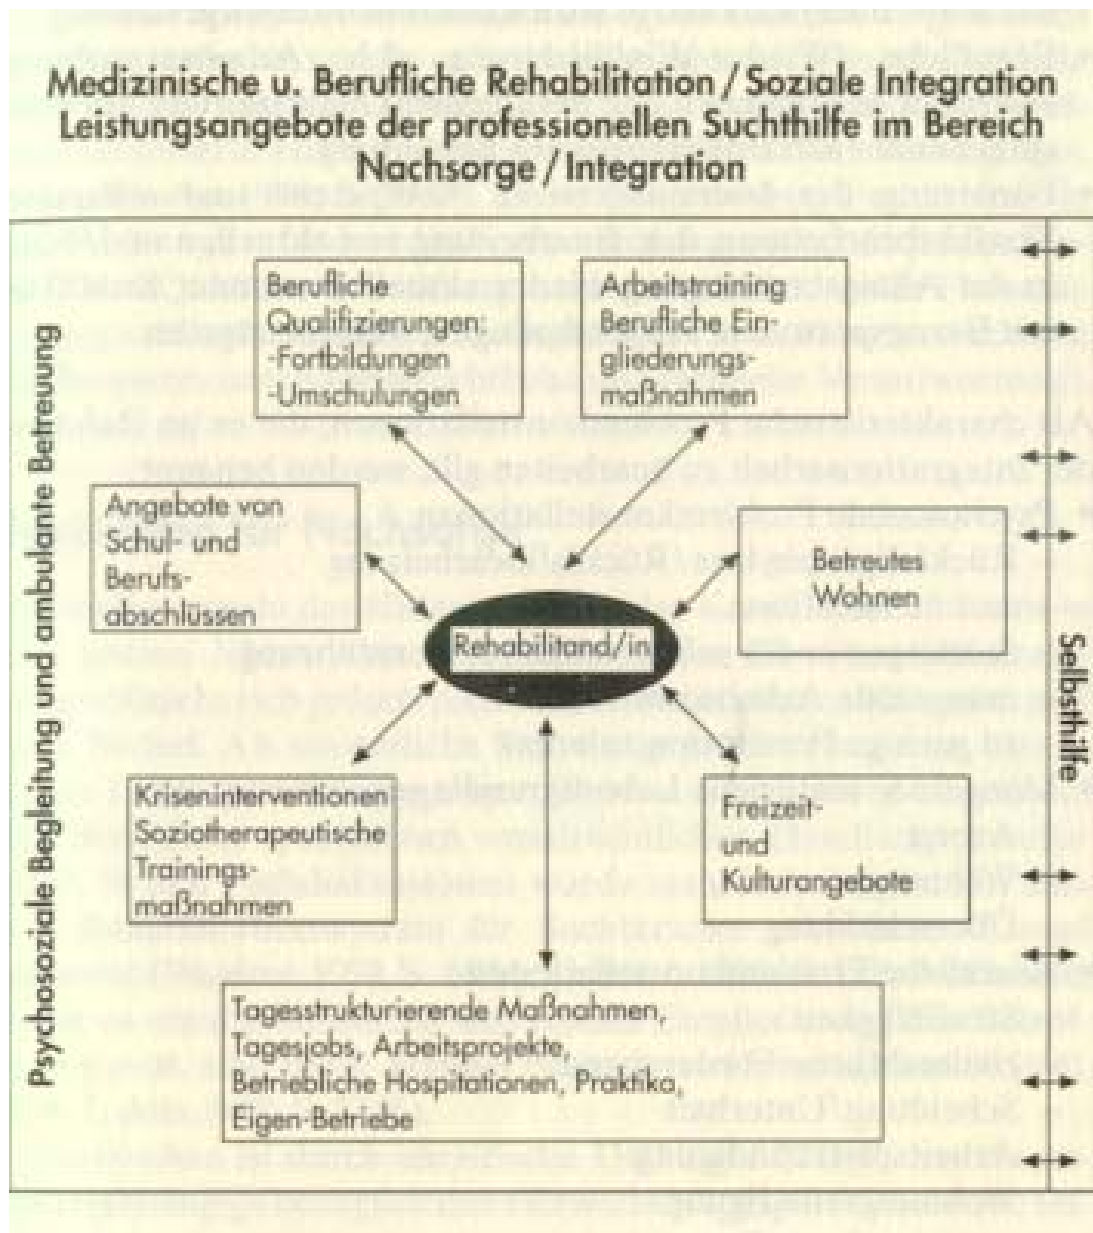 Medizinische u. Berufliche Rehabilitation / Soziale Integration
Leistungsangebote der professionellen Suchthilfe im Bereich
Nachsorge / Integration
Psychosoziale Begleitung und ambulante Betreuung
Berufliche
Qualifizierungen:
-Fortbildungen
-Umschulungen
Arbeitstraining
Berufliche Ein-
gliederungs-
maßnahmen
Angebote von
Schul- und
Berufs-
abschlüssen
Betreutes
Wohnen
Rehabilitand/in
Kriseninterventionen
Soziotherapeutische
Trainings-
maßnahmen
Freizeit-
und
Kulturangebote
Tagesstrukturierende Maßnahmen,
Tagesjobs, Arbeitsprojekte,
Betriebliche Hospitationen, Praktika,
Eigen-Betriebe
Selbsthilfe